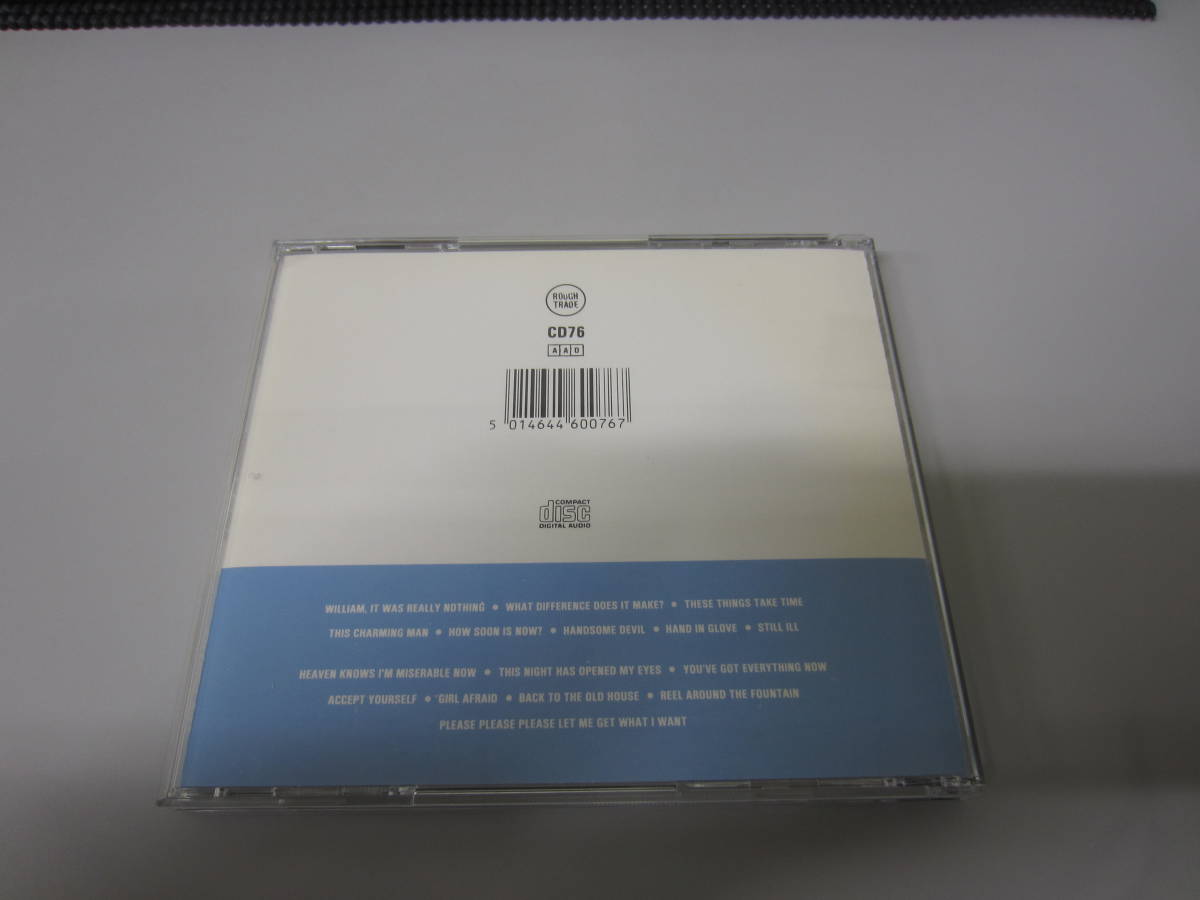 ROUGH
TRADE
CD76
AAD
5 014644 600767
COMPACT
disc
DIGITAL AUDIO
WILLIAM, IT WAS REALLY NOTHING • WHAT DIFFERENCE DOES IT MAKE? • THESE THINGS TAKE TIME
THIS CHARMING MAN • HOW SOON IS NOW? • HANDSOME DEVIL • HAND IN GLOVE • STILL ILL
HEAVEN KNOWS I'M MISERABLE NOW • THIS NIGHT HAS OPENED MY EYES • YOU'VE GOT EVERYTHING NOW
ACCEPT YOURSELF • GIRL AFRAID • BACK TO THE OLD HOUSE • REEL AROUND THE FOUNTAIN
PLEASE PLEASE PLEASE LET ME GET WHAT I WANT